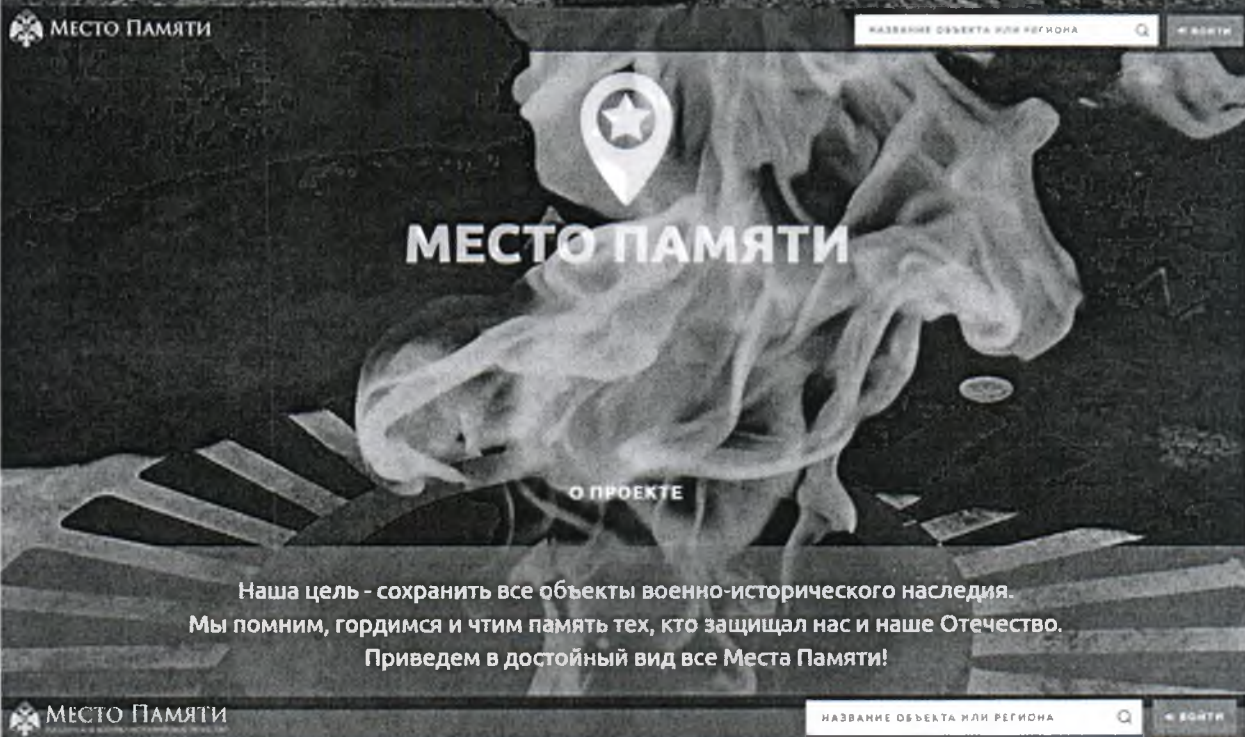 Место Памяти
НАЗВАНИЕ ОБЪЕКТА ИЛИ РЕГИОНА
ВОЙТИ
МЕСТО ПАМЯТИ
О ПРОЕКТЕ
Наша цель - сохранить все объекты военно-исторического наследия.
Мы помним, гордимся и чтим память тех, кто защищал нас и наше Отечество.
Приведем в достойный вид все Места Памяти!
Место Памяти
НАЗВАНИЕ ОБЪЕКТА ИЛИ РЕГИОНА
ВОЙТИ